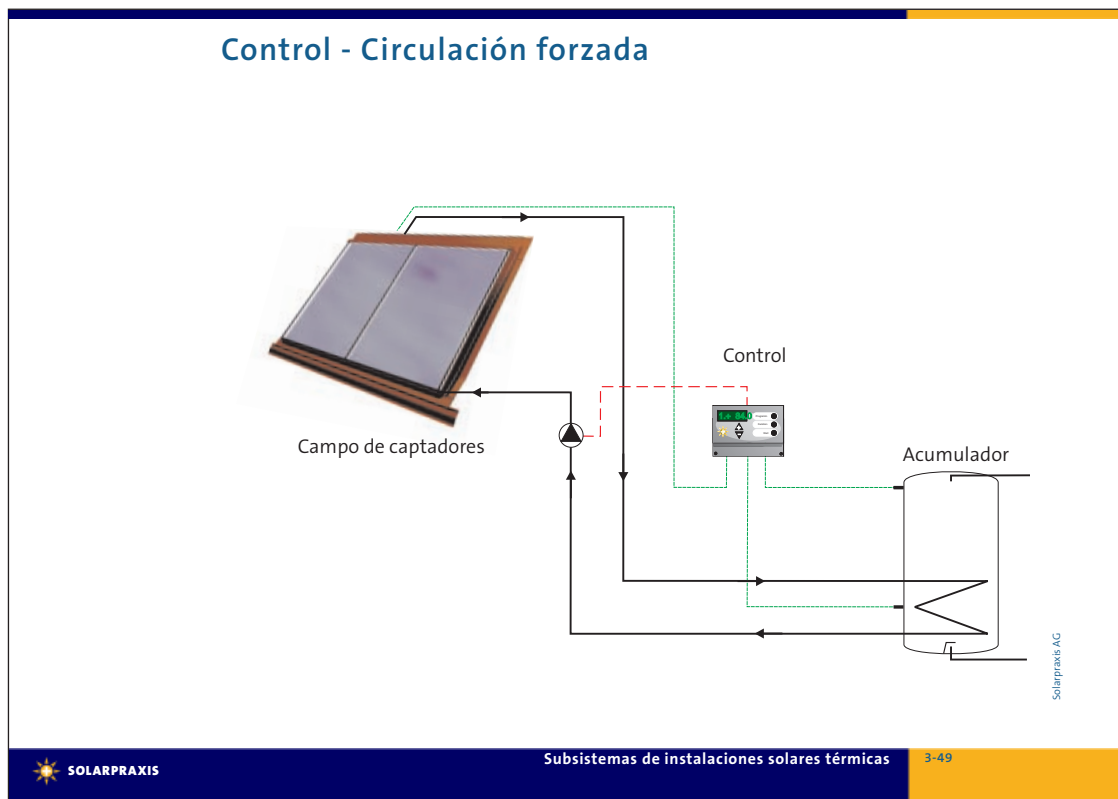 Control - Circulación forzada
Control
Campo de captadores
Acumulador
Solarpraxis AG
SOLARPRAXIS
Subsistemas de instalaciones solares térmicas
3-49